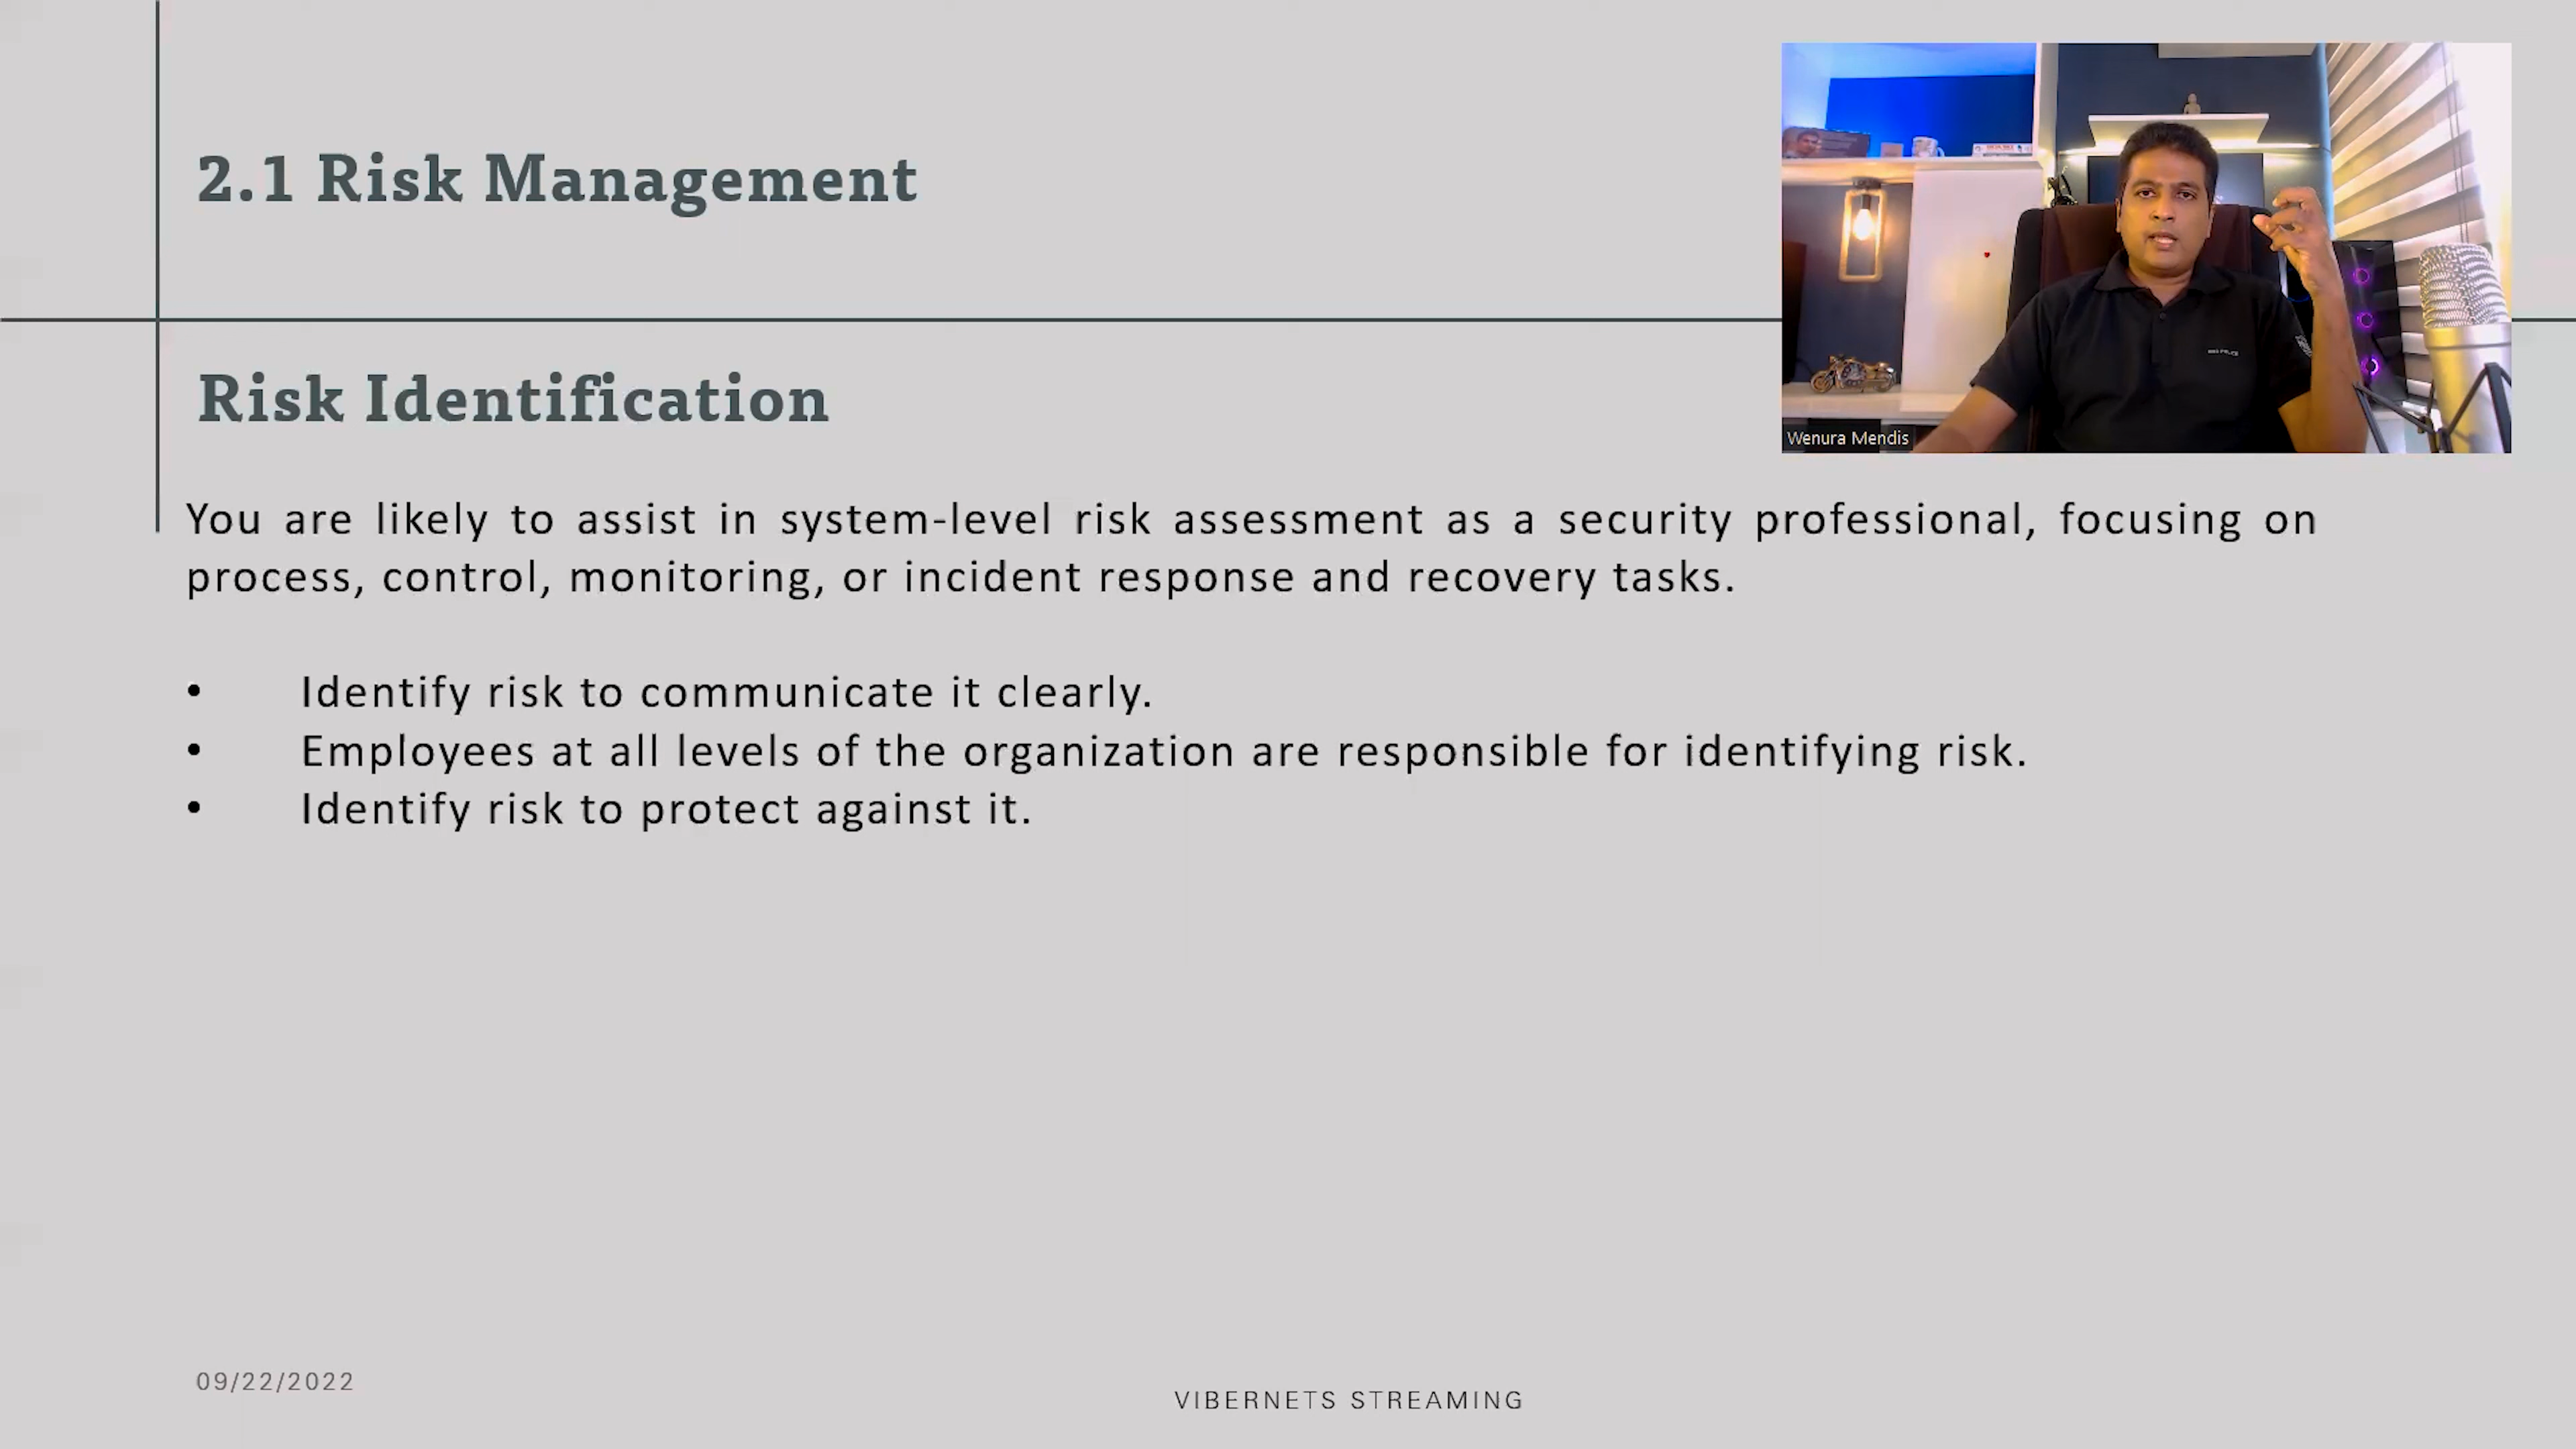 2.1 Risk Management
Risk Identification
Wenura Mendis
You are likely to assist in system-level risk assessment as a security professional, focusing on
process, control, monitoring, or incident response and recovery tasks.
• Identify risk to communicate it clearly.
• Employees at all levels of the organization are responsible for identifying risk.
• Identify risk to protect against it.
09/22/2022
VIBERNETS STREAMING